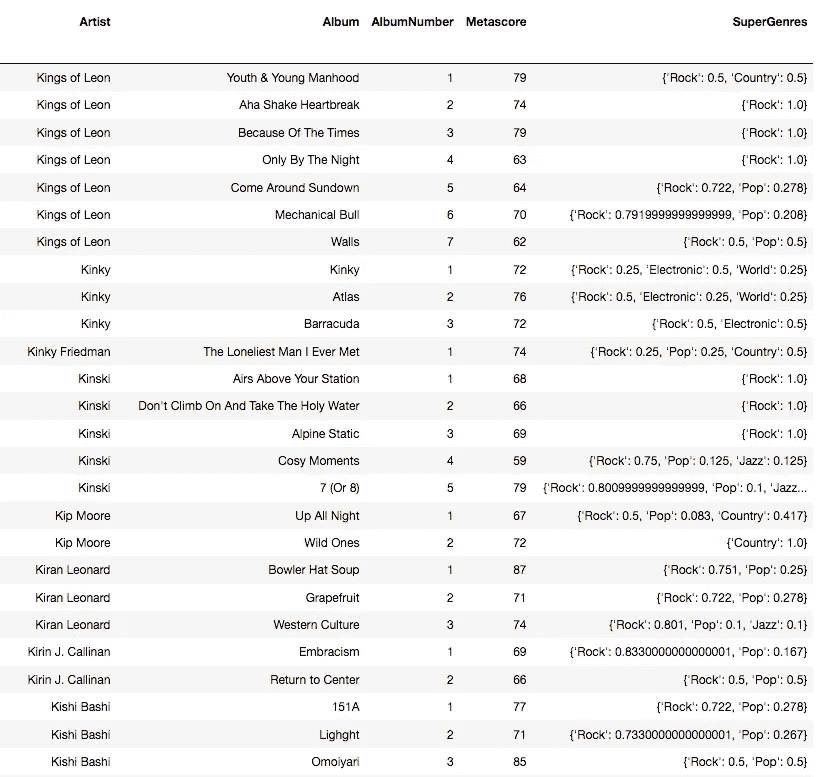 Artist Album AlbumNumber Metascore SuperGenres
Kings of Leon Youth & Young Manhood 1 79 {'Rock': 0.5, 'Country': 0.5}
Kings of Leon Aha Shake Heartbreak 2 74 {'Rock': 1.0}
Kings of Leon Because Of The Times 3 79 {'Rock': 1.0}
Kings of Leon Only By The Night 4 63 {'Rock': 1.0}
Kings of Leon Come Around Sundown 5 64 {'Rock': 0.722, 'Pop': 0.278}
Kings of Leon Mechanical Bull 6 70 {'Rock': 0.7919999999999999, 'Pop': 0.208}
Kings of Leon Walls 7 62 {'Rock': 0.5, 'Pop': 0.5}
Kinky Kinky 1 72 {'Rock': 0.25, 'Electronic': 0.5, 'World': 0.25}
Kinky Atlas 2 76 {'Rock': 0.5, 'Electronic': 0.25, 'World': 0.25}
Kinky Barracuda 3 72 {'Rock': 0.5, 'Electronic': 0.5}
Kinky Friedman The Loneliest Man I Ever Met 1 74 {'Rock': 0.25, 'Pop': 0.25, 'Country': 0.5}
Kinski Airs Above Your Station 1 68 {'Rock': 1.0}
Kinski Don't Climb On And Take The Holy Water 2 66 {'Rock': 1.0}
Kinski Alpine Static 3 69 {'Rock': 1.0}
Kinski Cosy Moments 4 59 {'Rock': 0.75, 'Pop': 0.125, 'Jazz': 0.125}
Kinski 7 (Or 8) 5 79 {'Rock': 0.8009999999999999, 'Pop': 0.1, 'Jazz...
Kip Moore Up All Night 1 67 {'Rock': 0.5, 'Pop': 0.083, 'Country': 0.417}
Kip Moore Wild Ones 2 72 {'Country': 1.0}
Kiran Leonard Bowler Hat Soup 1 87 {'Rock': 0.751, 'Pop': 0.25}
Kiran Leonard Grapefruit 2 71 {'Rock': 0.722, 'Pop': 0.278}
Kiran Leonard Western Culture 3 74 {'Rock': 0.801, 'Pop': 0.1, 'Jazz': 0.1}
Kirin J. Callinan Embracism 1 69 {'Rock': 0.8330000000000001, 'Pop': 0.167}
Kirin J. Callinan Return to Center 2 66 {'Rock': 0.5, 'Pop': 0.5}
Kishi Bashi 151A 1 77 {'Rock': 0.722, 'Pop': 0.278}
Kishi Bashi Lighght 2 71 {'Rock': 0.7330000000000001, 'Pop': 0.267}
Kishi Bashi Omoiyari 3 85 {'Rock': 0.5, 'Pop': 0.5}